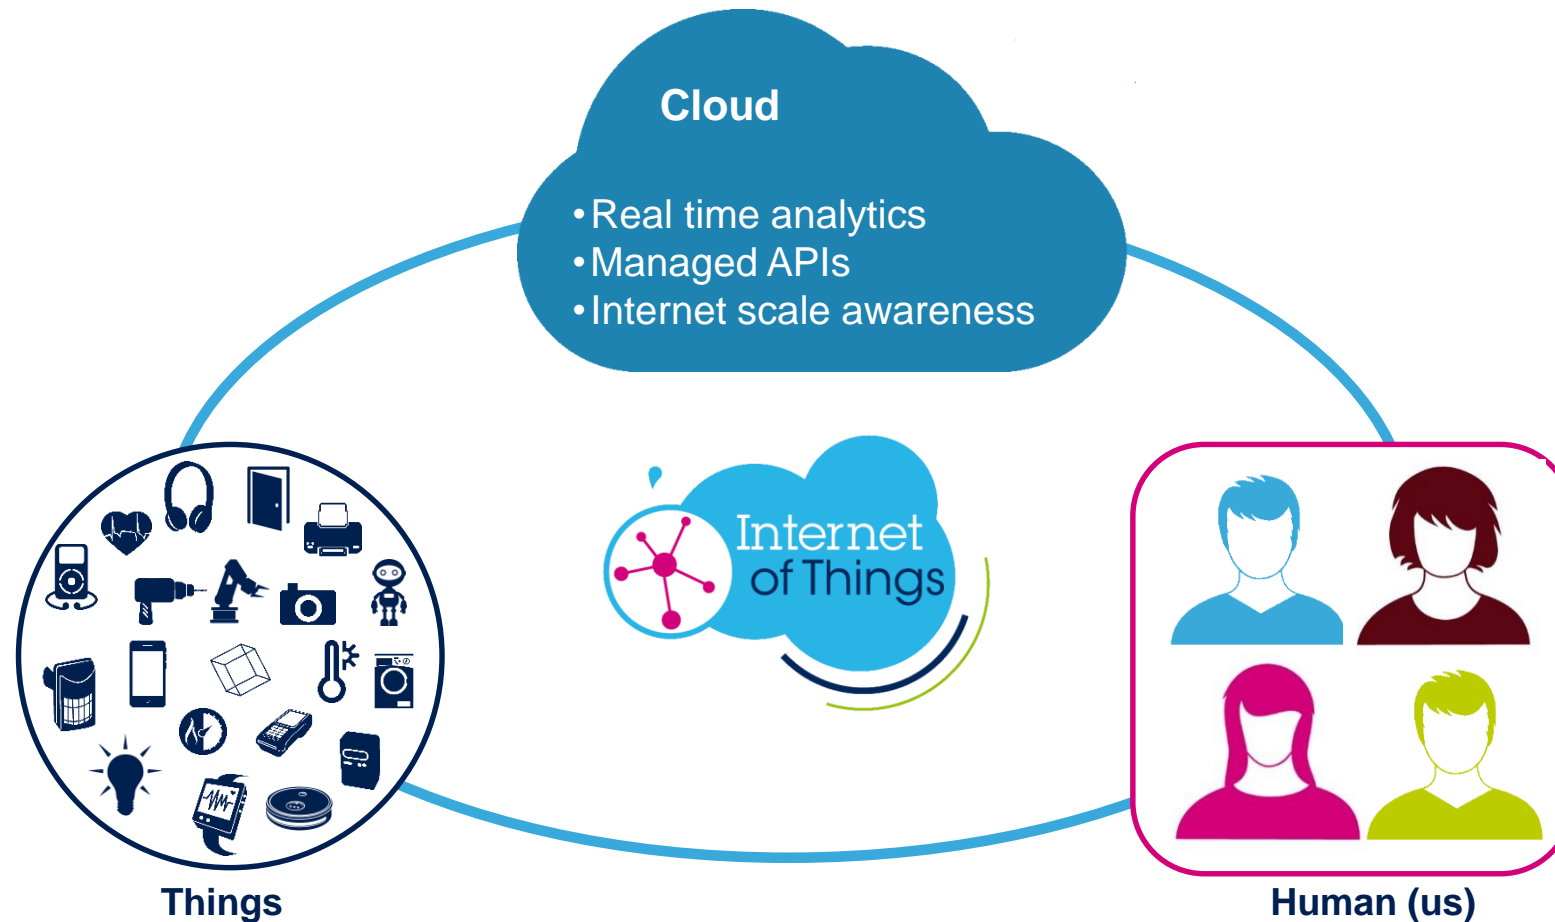 Cloud
•Real time analytics
•Managed APIs
•Internet scale awareness
Internet
of Things
Things
Human (us)